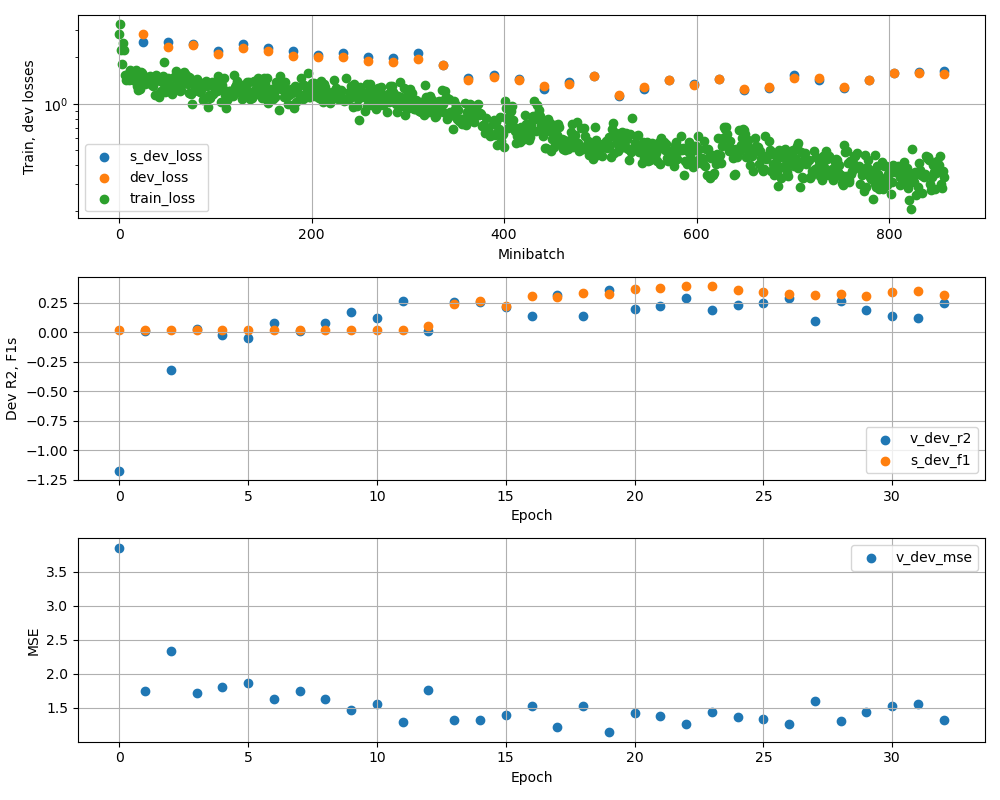 Train, dev losses
10⁰
s_dev_loss
dev_loss
train_loss
0 200 400 600 800
Minibatch
Dev R2, F1s
0.25
0.00
−0.25
−0.50
−0.75
−1.00
−1.25
v_dev_r2
s_dev_f1
0 5 10 15 20 25 30
Epoch
MSE
3.5
3.0
2.5
2.0
1.5
v_dev_mse
0 5 10 15 20 25 30
Epoch